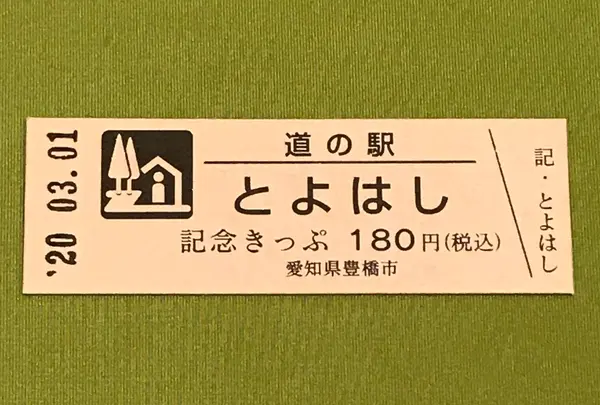 '20 03.01
道の駅
とよはし
記念きっぷ 180円(税込)
愛知県豊橋市
記・とよはし